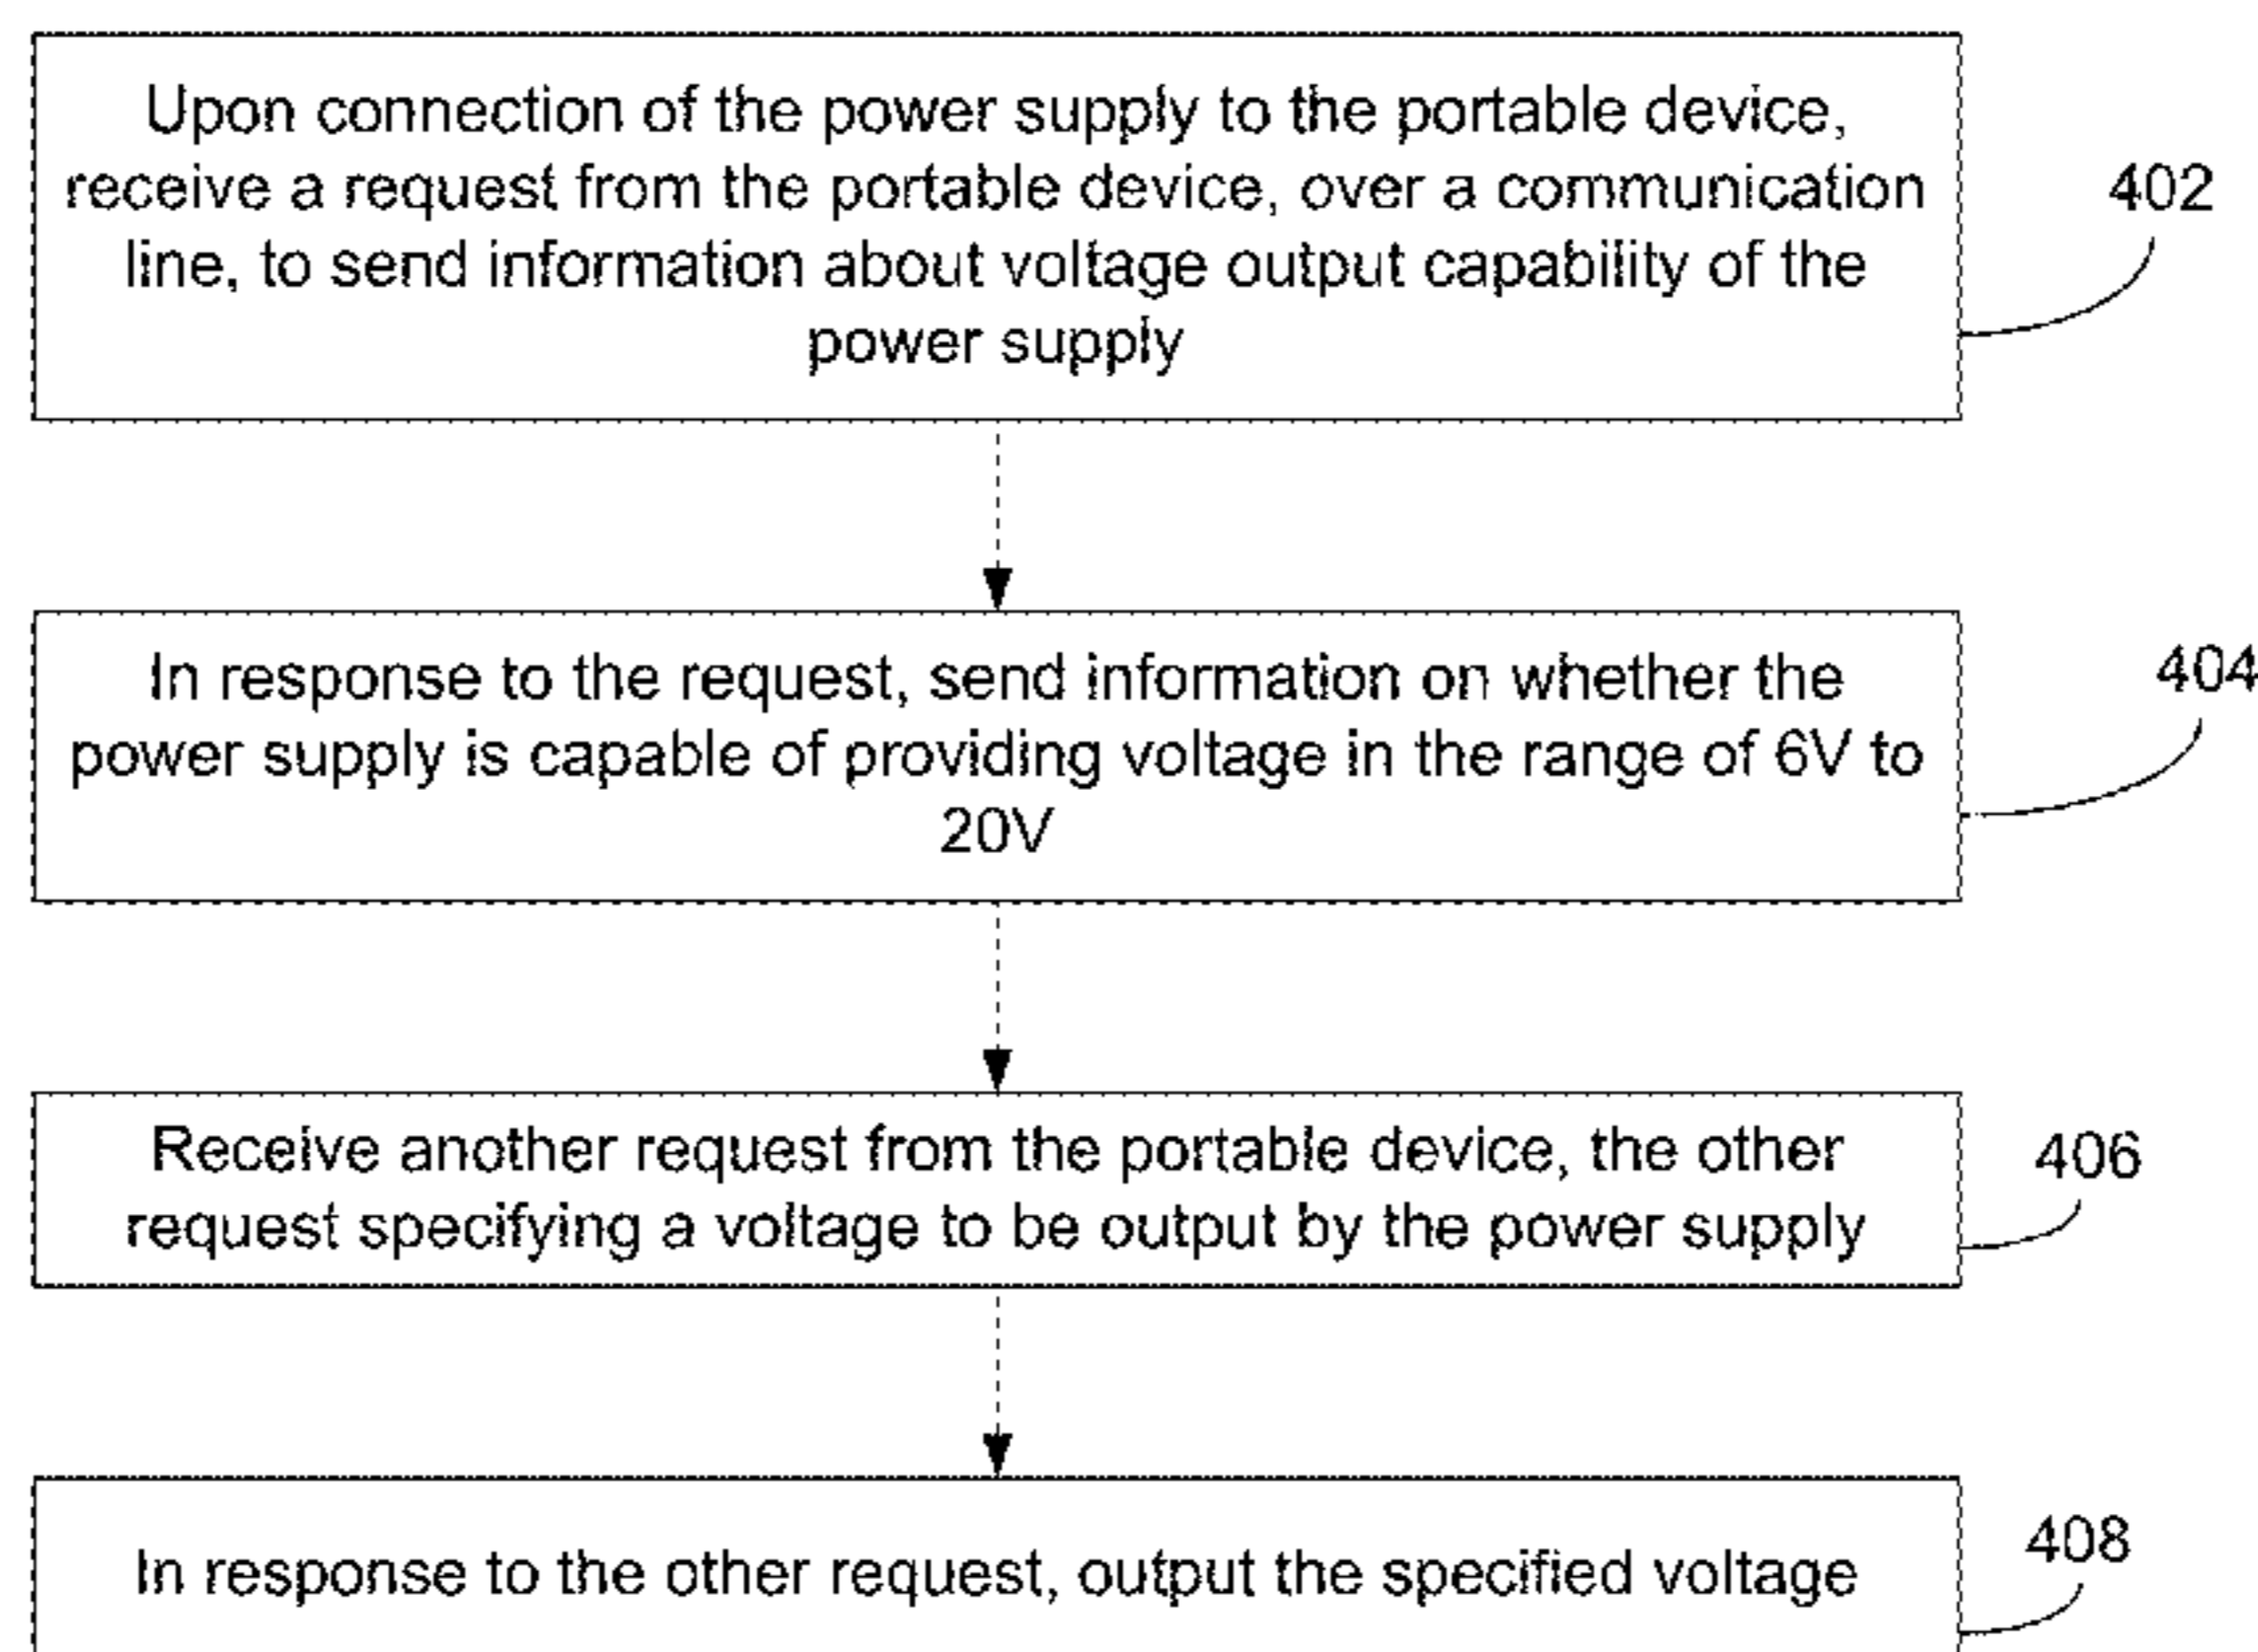 Upon connection of the power supply to the portable device,
receive a request from the portable device, over a communication
line, to send information about voltage output capability of the
power supply
402
In response to the request, send information on whether the
power supply is capable of providing voltage in the range of 6V to
20V
404
Receive another request from the portable device, the other
request specifying a voltage to be output by the power supply
406
In response to the other request, output the specified voltage
408